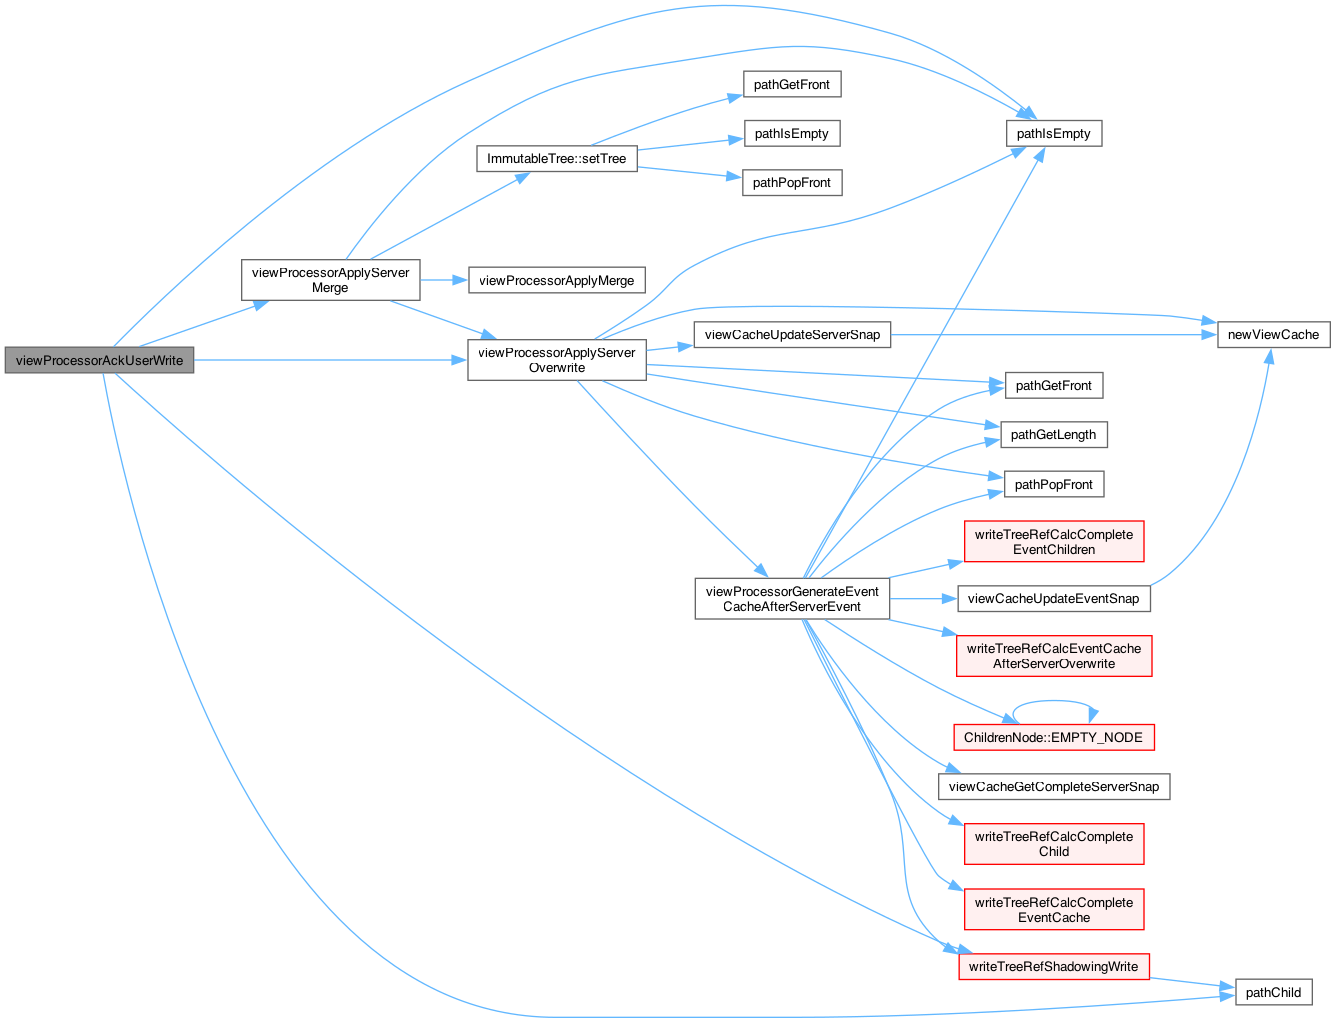 pathGetFront
pathIsEmpty
pathIsEmpty
ImmutableTree::setTree
pathPopFront
viewProcessorApplyServer
Merge
viewProcessorApplyMerge
viewCacheUpdateServerSnap
newViewCache
viewProcessorAckUserWrite
viewProcessorApplyServer
Overwrite
pathGetFront
pathGetLength
pathPopFront
writeTreeRefCalcComplete
EventChildren
viewProcessorGenerateEvent
CacheAfterServerEvent
viewCacheUpdateEventSnap
writeTreeRefCalcEventCache
AfterServerOverwrite
ChildrenNode::EMPTY_NODE
viewCacheGetCompleteServerSnap
writeTreeRefCalcComplete
Child
writeTreeRefCalcComplete
EventCache
writeTreeRefShadowingWrite
pathChild